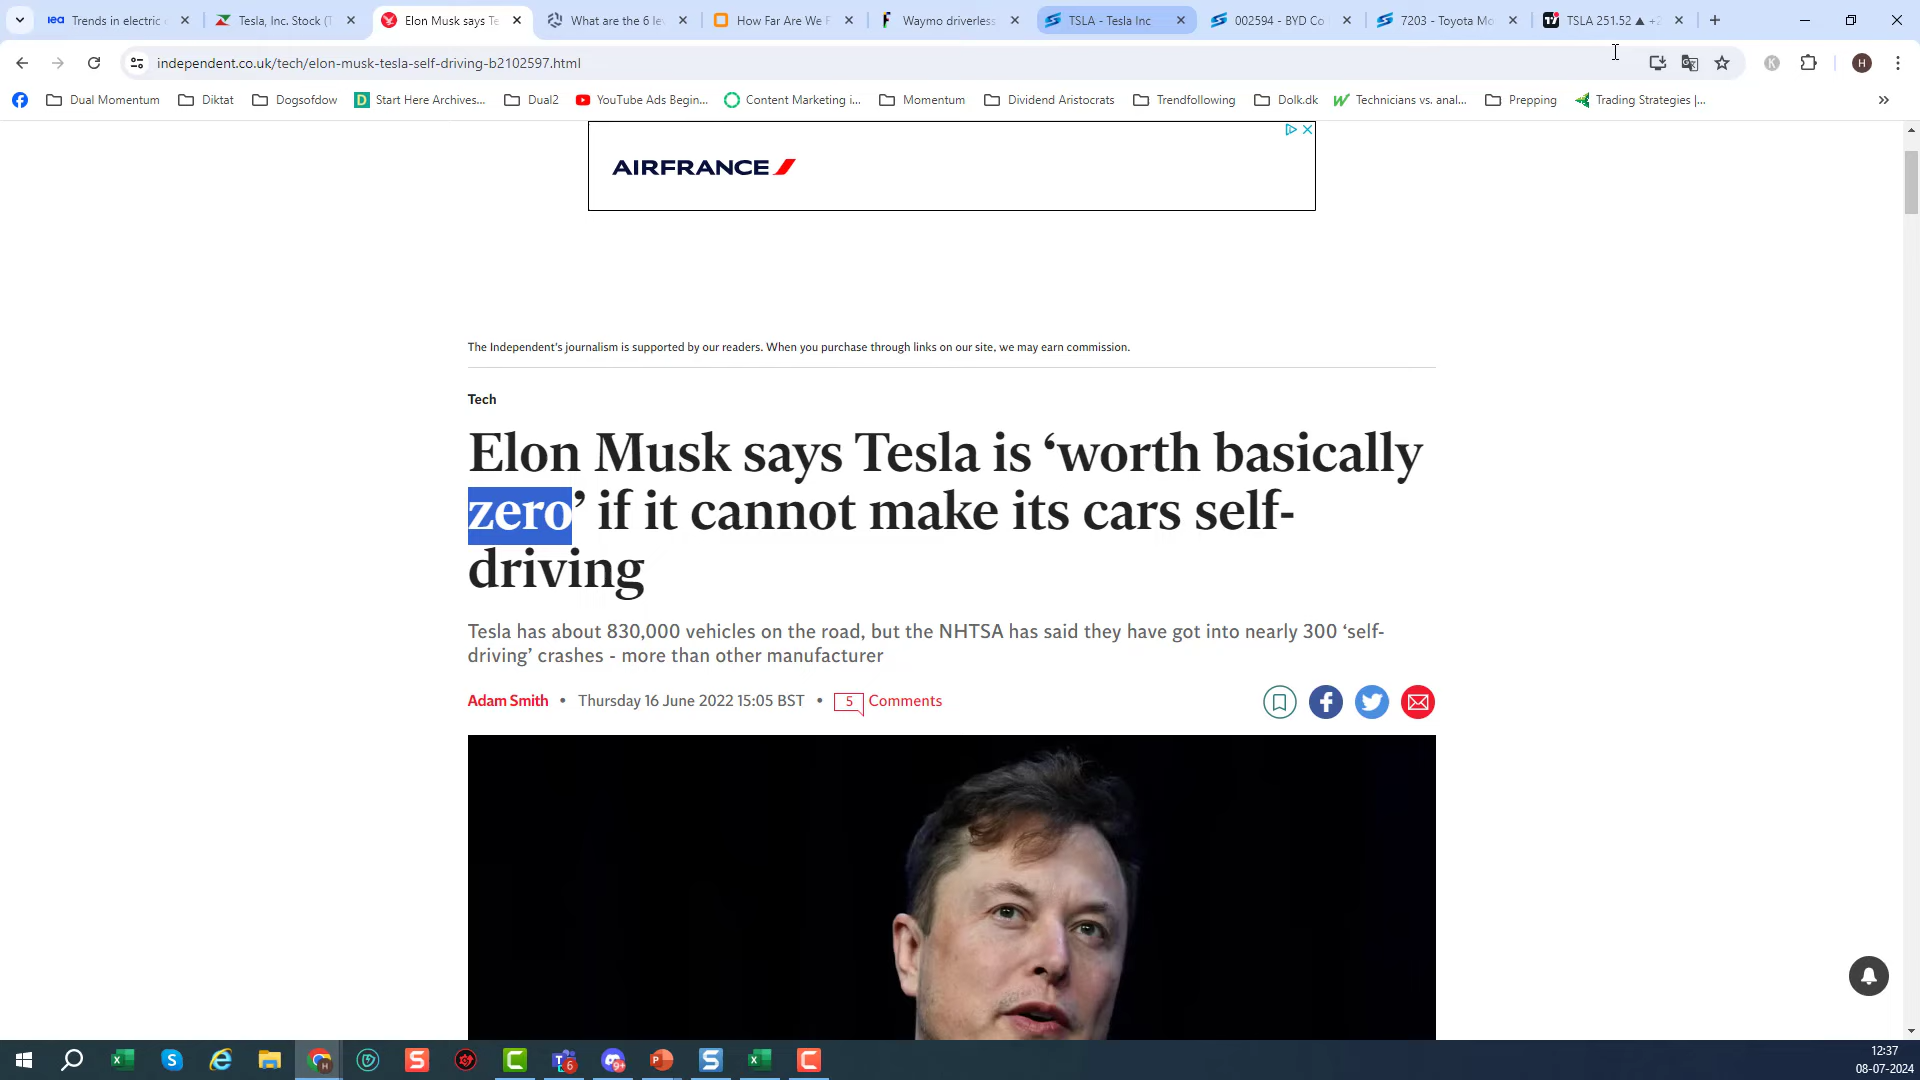 Trends in electric
Tesla, Inc. Stock (T
Elon Musk says Te
What are the 6 le
How Far Are We F
Waymo driverless
TSLA - Tesla Inc
002594 - BYD Co
7203 - Toyota Mo
TSLA 251.52 ▲ +2
independent.co.uk/tech/elon-musk-tesla-self-driving-b2102597.html
H
Dual Momentum
Diktat
Dogsofdow
Start Here Archives...
Dual2
YouTube Ads Begin...
Content Marketing i...
Momentum
Dividend Aristocrats
Trendfollowing
Dolk.dk
Technicians vs. anal...
Prepping
Trading Strategies |...
AIRFRANCE
The Independent's journalism is supported by our readers. When you purchase through links on our site, we may earn commission.
Tech
Elon Musk says Tesla is ‘worth basically
zero’ if it cannot make its cars self-
driving
Tesla has about 830,000 vehicles on the road, but the NHTSA has said they have got into nearly 300 ‘self-
driving’ crashes - more than other manufacturer
Adam Smith • Thursday 16 June 2022 15:05 BST • 5 Comments
12:37
08-07-2024